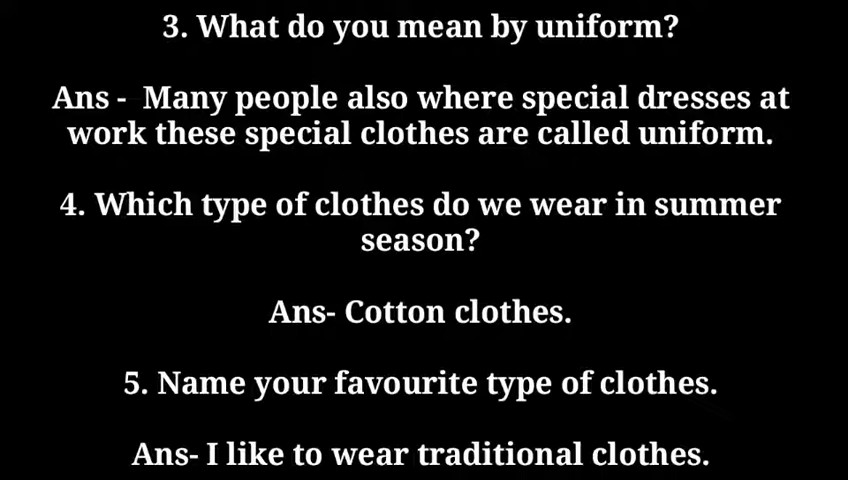 3. What do you mean by uniform?
Ans - Many people also where special dresses at
work these special clothes are called uniform.
4. Which type of clothes do we wear in summer
season?
Ans- Cotton clothes.
5. Name your favourite type of clothes.
Ans- I like to wear traditional clothes.